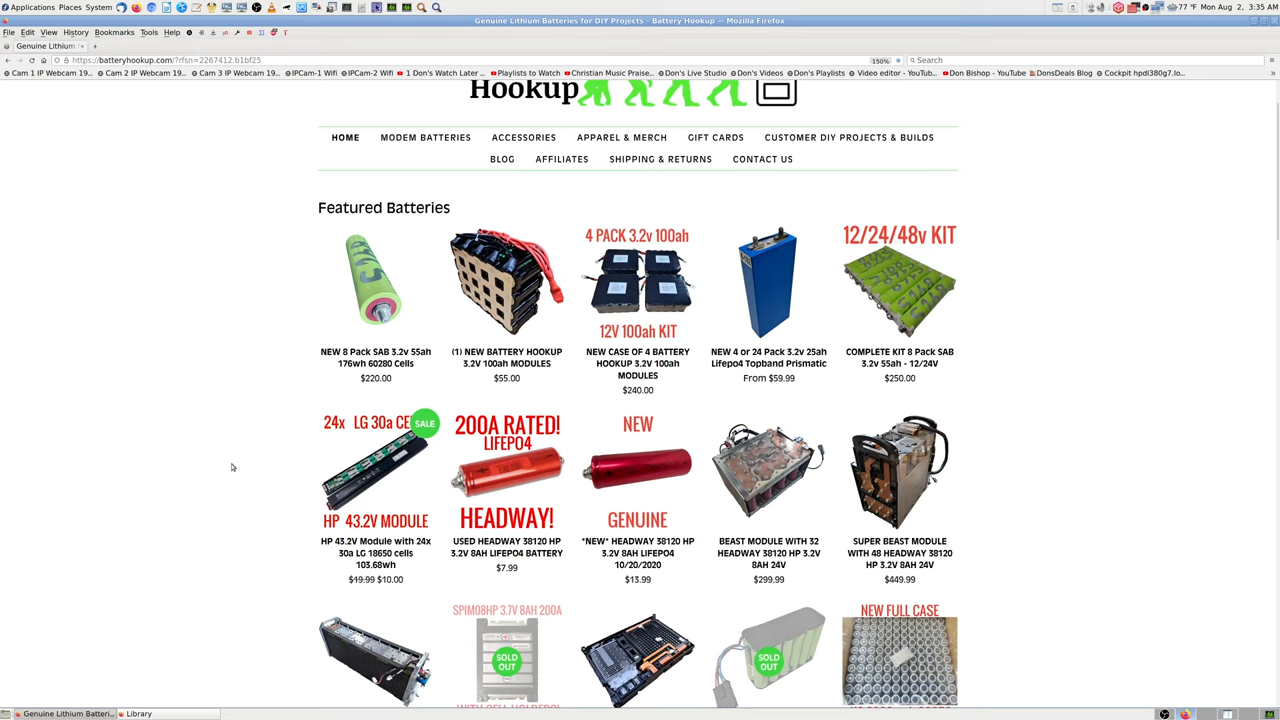 Applications Places System
77 °F Mon Aug 2, 3:35 AM
Genuine Lithium Batteries for DIY Projects - Battery Hookup — Mozilla Firefox
File Edit View History Bookmarks Tools Help
Genuine Lithium
https://batteryhookup.com/?rfsn=2267412.b1bf25
150%
Search
Cam 1 IP Webcam 19... Cam 2 IP Webcam 19... Cam 3 IP Webcam 19... IPCam-1 Wifi IPCam-2 Wifi 1 Don's Watch Later ... Playlists to Watch Christian Music Praise... Don's Live Studio Don's Videos Don's Playlists Video editor - YouTub... Don Bishop - YouTube DonsDeals Blog Cockpit hpdl380g7.lo...
Hookup
HOME MODEM BATTERIES ACCESSORIES APPAREL & MERCH GIFT CARDS CUSTOMER DIY PROJECTS & BUILDS
BLOG AFFILIATES SHIPPING & RETURNS CONTACT US
Featured Batteries
4 PACK 3.2v 100ah
12V 100ah KIT
12/24/48v KIT
NEW 8 Pack SAB 3.2v 55ah
176wh 60280 Cells
$220.00
(1) NEW BATTERY HOOKUP
3.2V 100ah MODULES
$55.00
NEW CASE OF 4 BATTERY
HOOKUP 3.2V 100ah
MODULES
$240.00
NEW 4 or 24 Pack 3.2v 25ah
Lifepo4 Topband Prismatic
From $59.99
COMPLETE KIT 8 Pack SAB
3.2v 55ah - 12/24V
$250.00
24x LG 30a
SALE
HP 43.2V MODULE
200A RATED!
LIFEPO4
HEADWAY!
NEW
GENUINE
HP 43.2V Module with 24x
30a LG 18650 cells
103.68wh
$19.99 $10.00
USED HEADWAY 38120 HP
3.2V 8AH LIFEPO4 BATTERY
$7.99
*NEW* HEADWAY 38120 HP
3.2V 8AH LIFEPO4
10/20/2020
$13.99
BEAST MODULE WITH 32
HEADWAY 38120 HP 3.2V
8AH 24V
$299.99
SUPER BEAST MODULE
WITH 48 HEADWAY 38120
HP 3.2V 8AH 24V
$449.99
SPIM08HP 3.7V 8AH 200A
SOLD
OUT
SOLD
OUT
NEW FULL CASE
Genuine Lithium Batteri...
Library